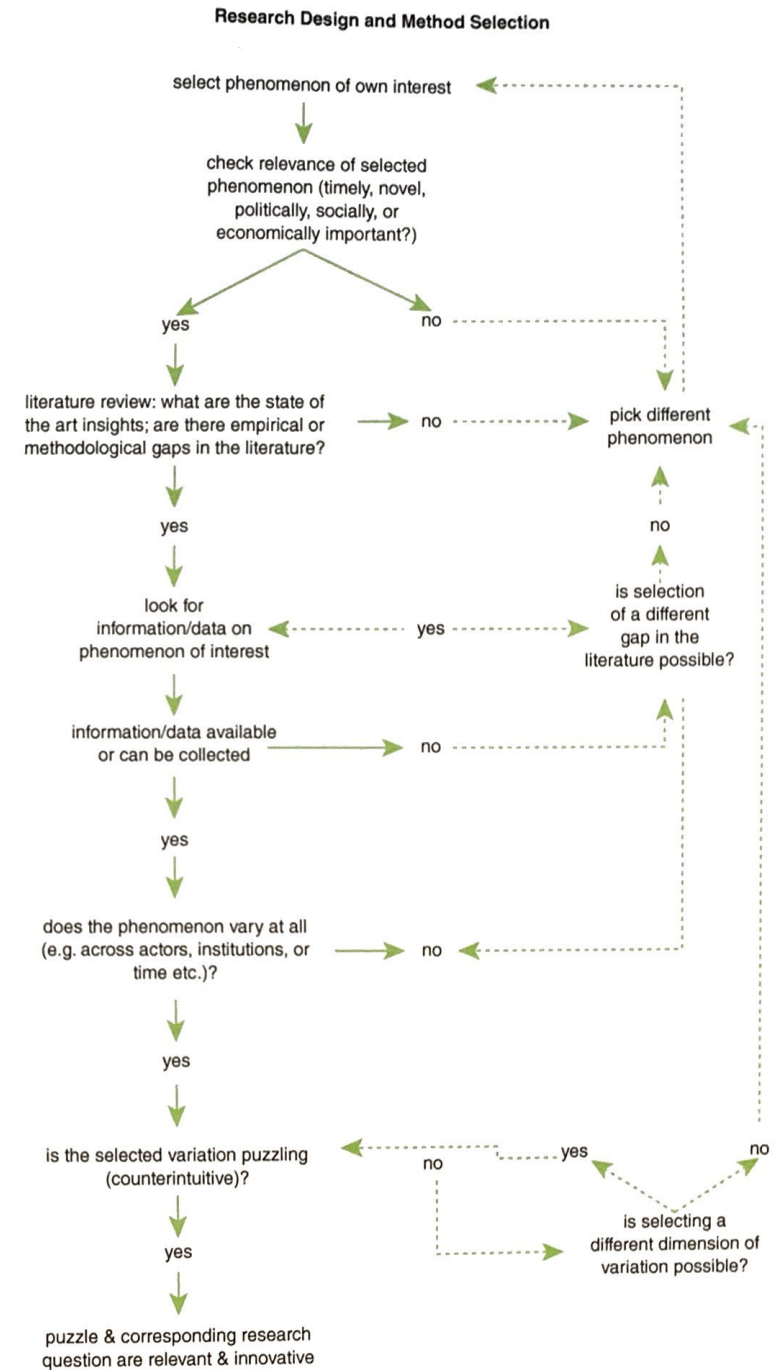 Research Design and Method Selection
select phenomenon of own interest
check relevance of selected
phenomenon (timely, novel,
politically, socially, or
economically important?)
yes
no
literature review: what are the state of
the art insights; are there empirical or
methodological gaps in the literature?
no
pick different
phenomenon
yes
no
look for
information/data on
phenomenon of interest
yes
is selection
of a different
gap in the
literature possible?
information/data available
or can be collected
no
yes
does the phenomenon vary at all
(e.g. across actors, institutions, or
time etc.)?
no
yes
is the selected variation puzzling
(counterintuitive)?
no
yes
no
is selecting a
different dimension of
variation possible?
yes
puzzle & corresponding research
question are relevant & innovative